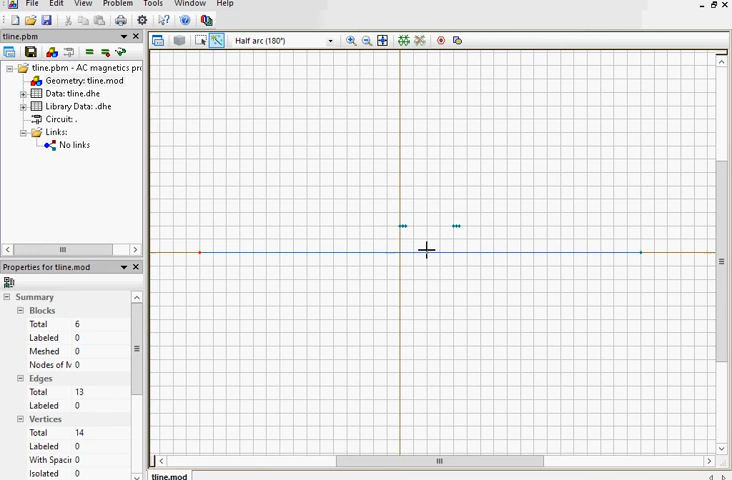 File Edit View Problem Tools Window Help
tline.pbm
Half arc (180°)
tline.pbm - AC magnetics pro
Geometry: tline.mod
Data: tline.dhe
Library Data: .dhe
Circuit: .
Links:
No links
Properties for tline.mod
Summary
Blocks
Total 6
Labeled 0
Meshed 0
Nodes of M 0
Edges
Total 13
Labeled 0
Vertices
Total 14
Labeled 0
With Spacin 0
Isolated 0
tline.mod